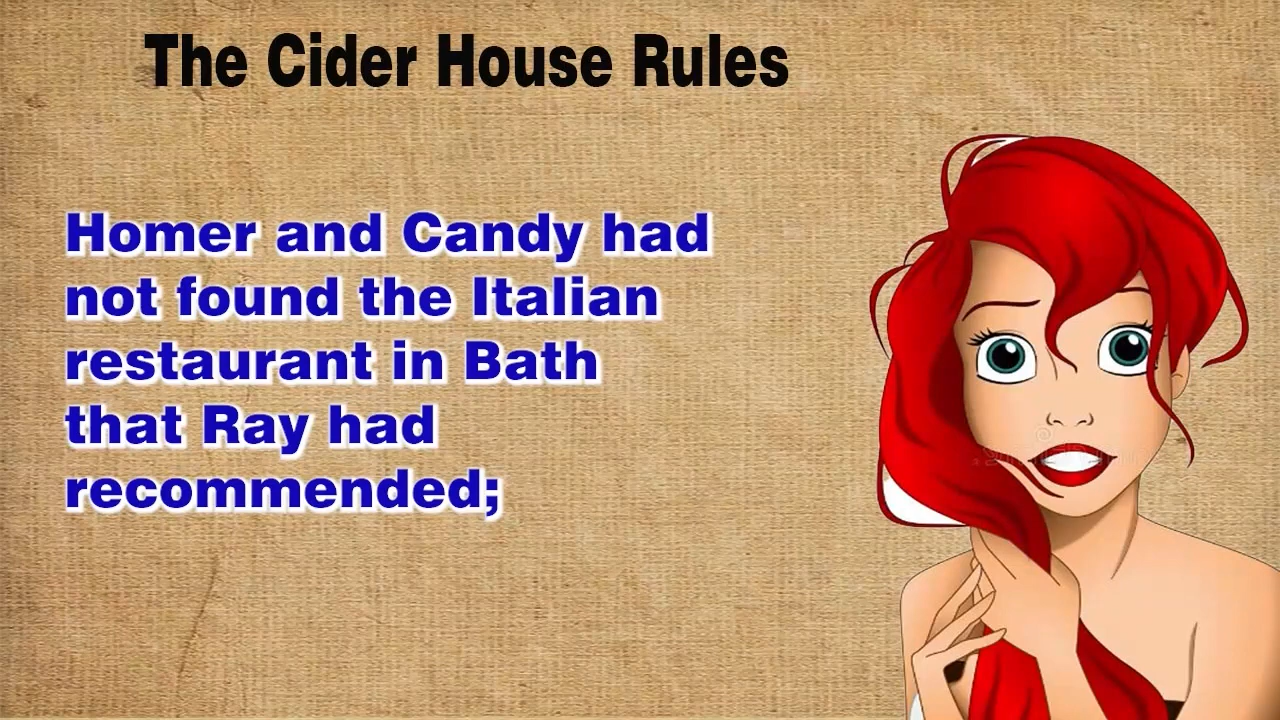 The Cider House Rules
Homer and Candy had
not found the Italian
restaurant in Bath
that Ray had
recommended;